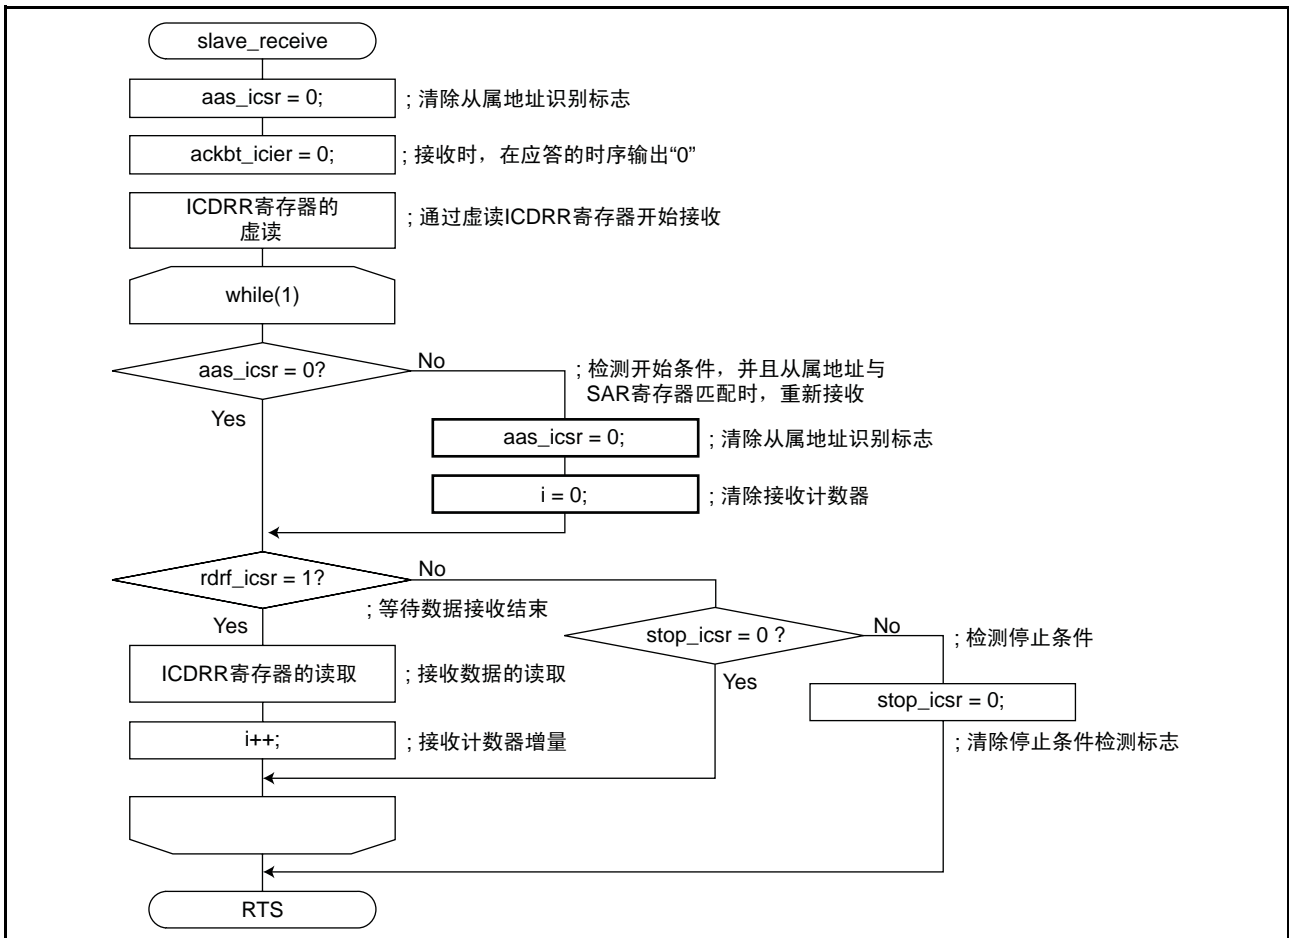 slave_receive
aas_icsr = 0;
; 清除从属地址识别标志
ackbt_icier = 0;
; 接收时，在应答的时序输出“0”
ICDRR寄存器的
虚读
; 通过虚读ICDRR寄存器开始接收
while(1)
aas_icsr = 0?
No
; 检测开始条件，并且从属地址与
SAR寄存器匹配时，重新接收
Yes
aas_icsr = 0;
; 清除从属地址识别标志
i = 0;
; 清除接收计数器
rdrf_icsr = 1?
No
; 等待数据接收结束
Yes
stop_icsr = 0 ?
No
; 检测停止条件
ICDRR寄存器的读取
; 接收数据的读取
Yes
stop_icsr = 0;
i++;
; 接收计数器增量
; 清除停止条件检测标志
RTS